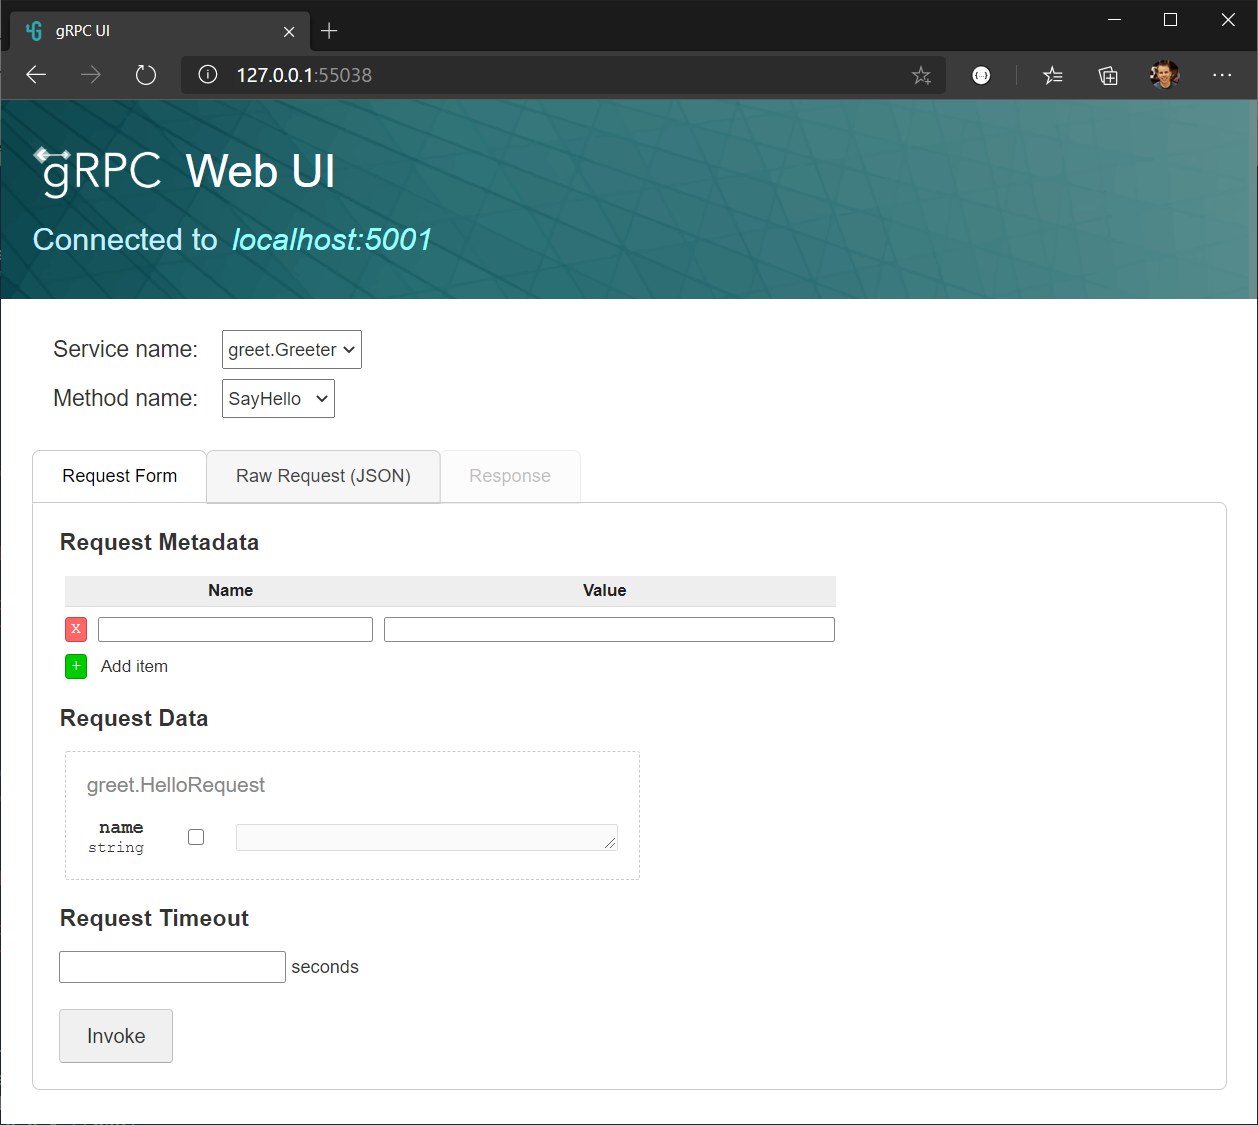 gRPC UI
127.0.0.1:55038
gRPC Web UI
Connected to localhost:5001
Service name: greet.Greeter
Method name: SayHello
Request Form Raw Request (JSON) Response
Request Metadata
Name Value
X
+ Add item
Request Data
greet.HelloRequest
name
string
Request Timeout
seconds
Invoke